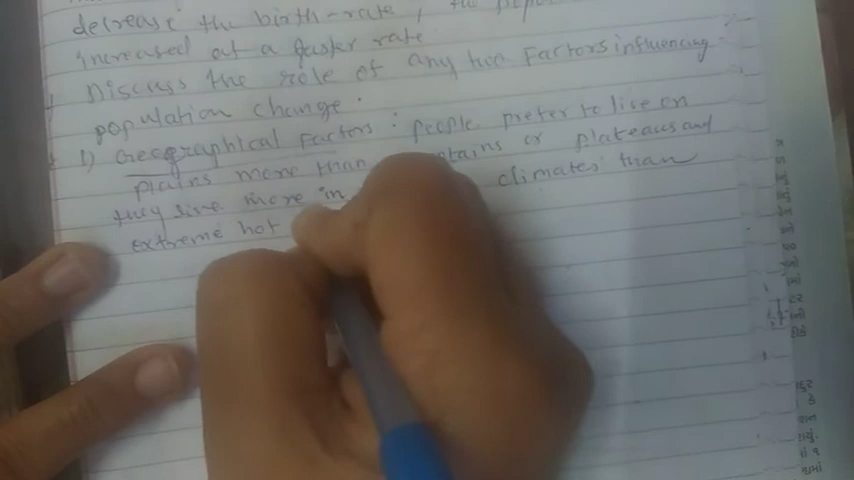 decrease the birth-rate, the
increased at a faster rate
Discuss the role of any two Factors influencing
population change.
1) Geographical Factors: people prefer to live on
plains more than tains or plateaus and
they live more in climates than
extreme hot